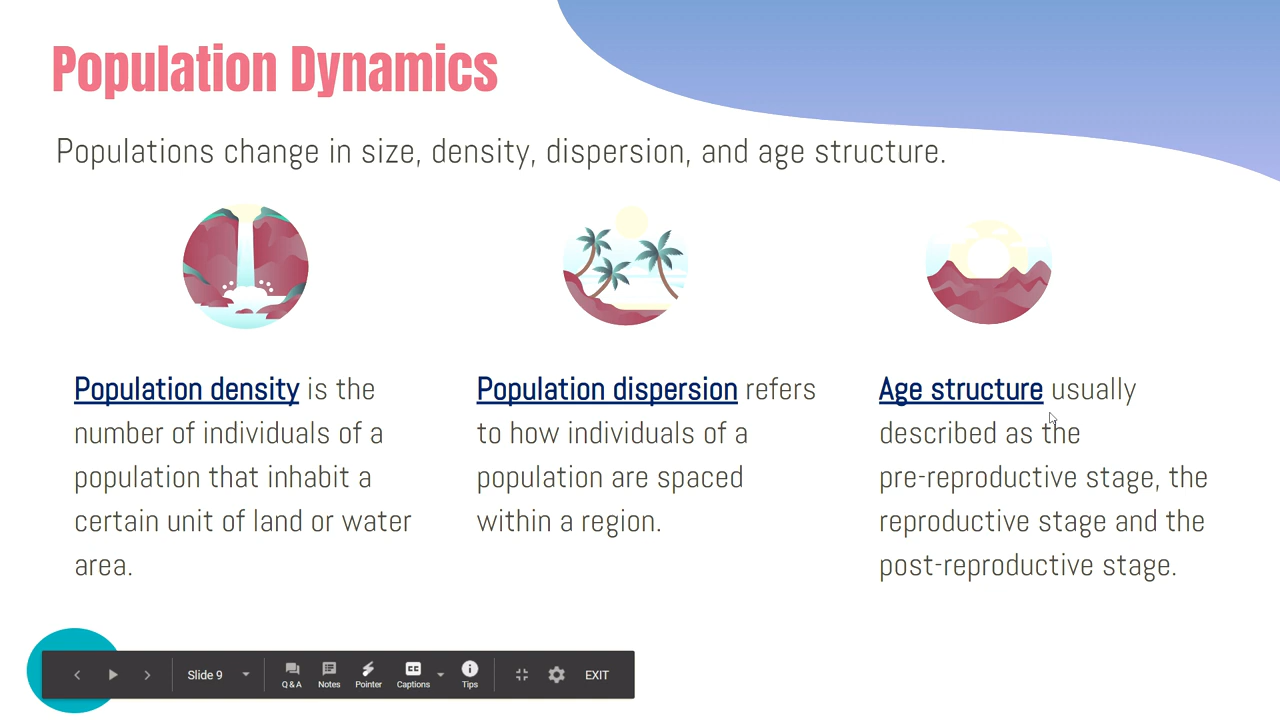 Population Dynamics
Populations change in size, density, dispersion, and age structure.
Population density is the
number of individuals of a
population that inhabit a
certain unit of land or water
area.
Population dispersion refers
to how individuals of a
population are spaced
within a region.
Age structure usually
described as the
pre-reproductive stage, the
reproductive stage and the
post-reproductive stage.
Slide 9
Q & A
Notes
Pointer
CC
Captions
Tips
EXIT